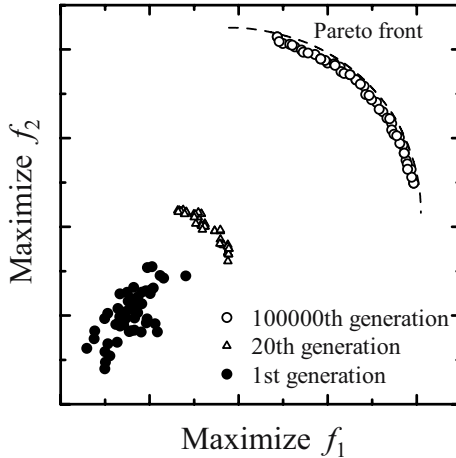 Pareto front
Maximize f2
100000th generation
20th generation
1st generation
Maximize f1